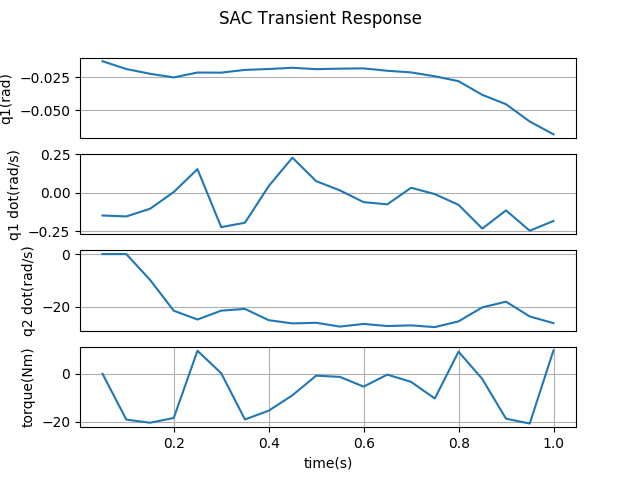 SAC Transient Response
q1(rad)
−0.025
−0.050
q1 dot(rad/s)
0.25
0.00
−0.25
q2 dot(rad/s)
0
−20
torque(Nm)
0
−20
0.2 0.4 0.6 0.8 1.0
time(s)